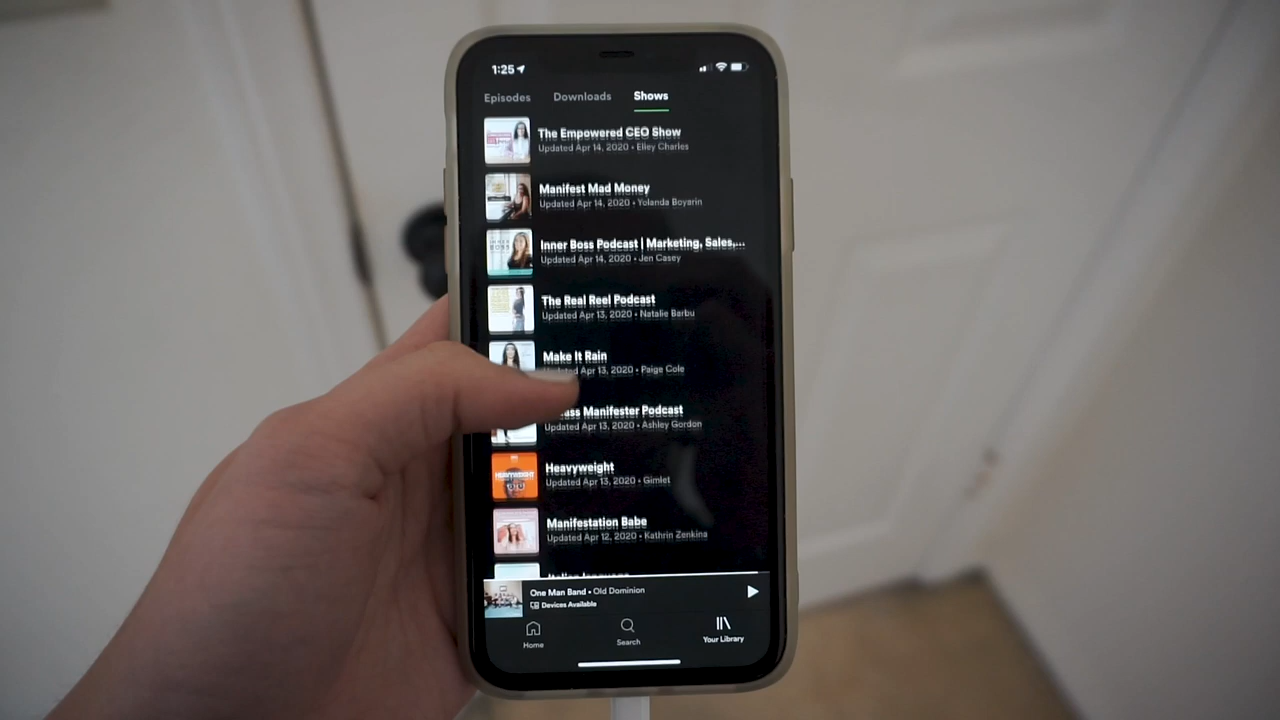 1:25
Episodes Downloads Shows
The Empowered CEO Show
Updated Apr 14, 2020 • Elley Charles
Manifest Mad Money
Updated Apr 14, 2020 • Yolanda Boyarin
INNER
BOSS
Inner Boss Podcast | Marketing, Sales,...
Updated Apr 14, 2020 • Jen Casey
The Real Reel Podcast
Updated Apr 13, 2020 • Natalie Barbu
Make It Rain
Apr 13, 2020 • Paige Cole
Manifester Podcast
Updated Apr 13, 2020 • Ashley Gordon
HEAVYWEIGHT
Heavyweight
Updated Apr 13, 2020 • Gimlet
Manifestation Babe
Updated Apr 12, 2020 • Kathrin Zenkina
One Man Band • Old Dominion
Devices Available
Home Search Your Library